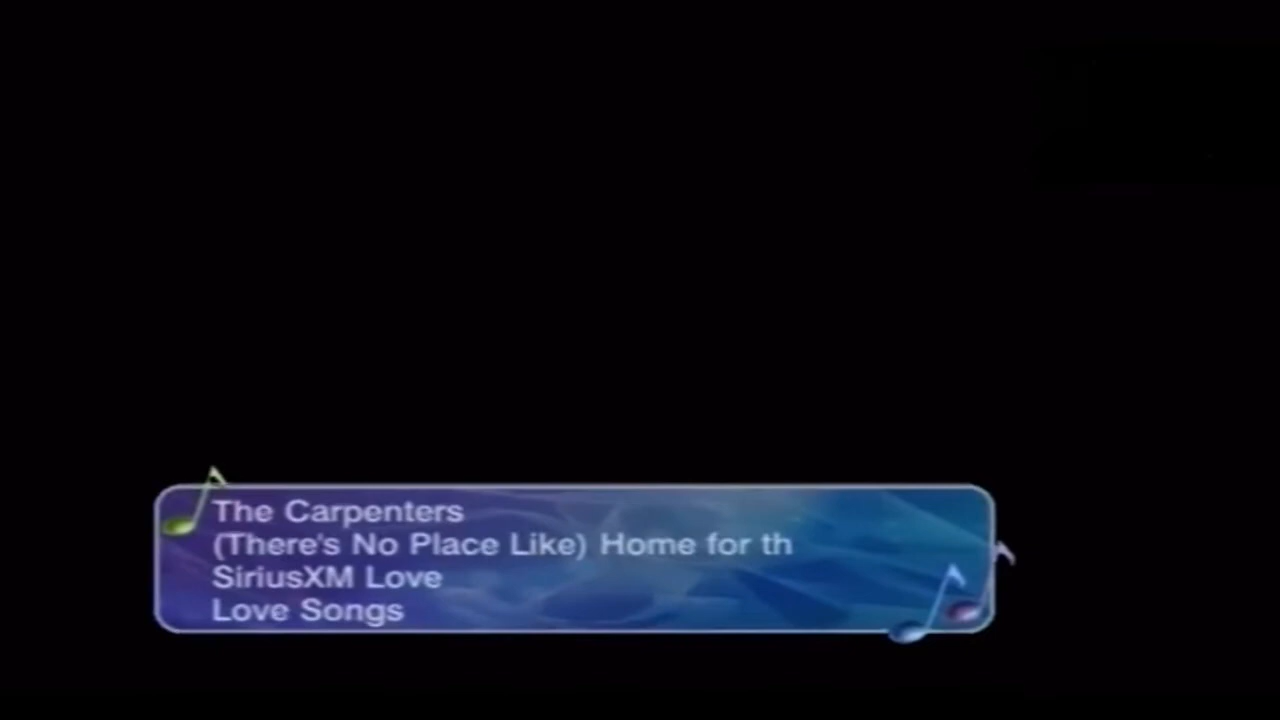 The Carpenters
(There's No Place Like) Home for th
SiriusXM Love
Love Songs